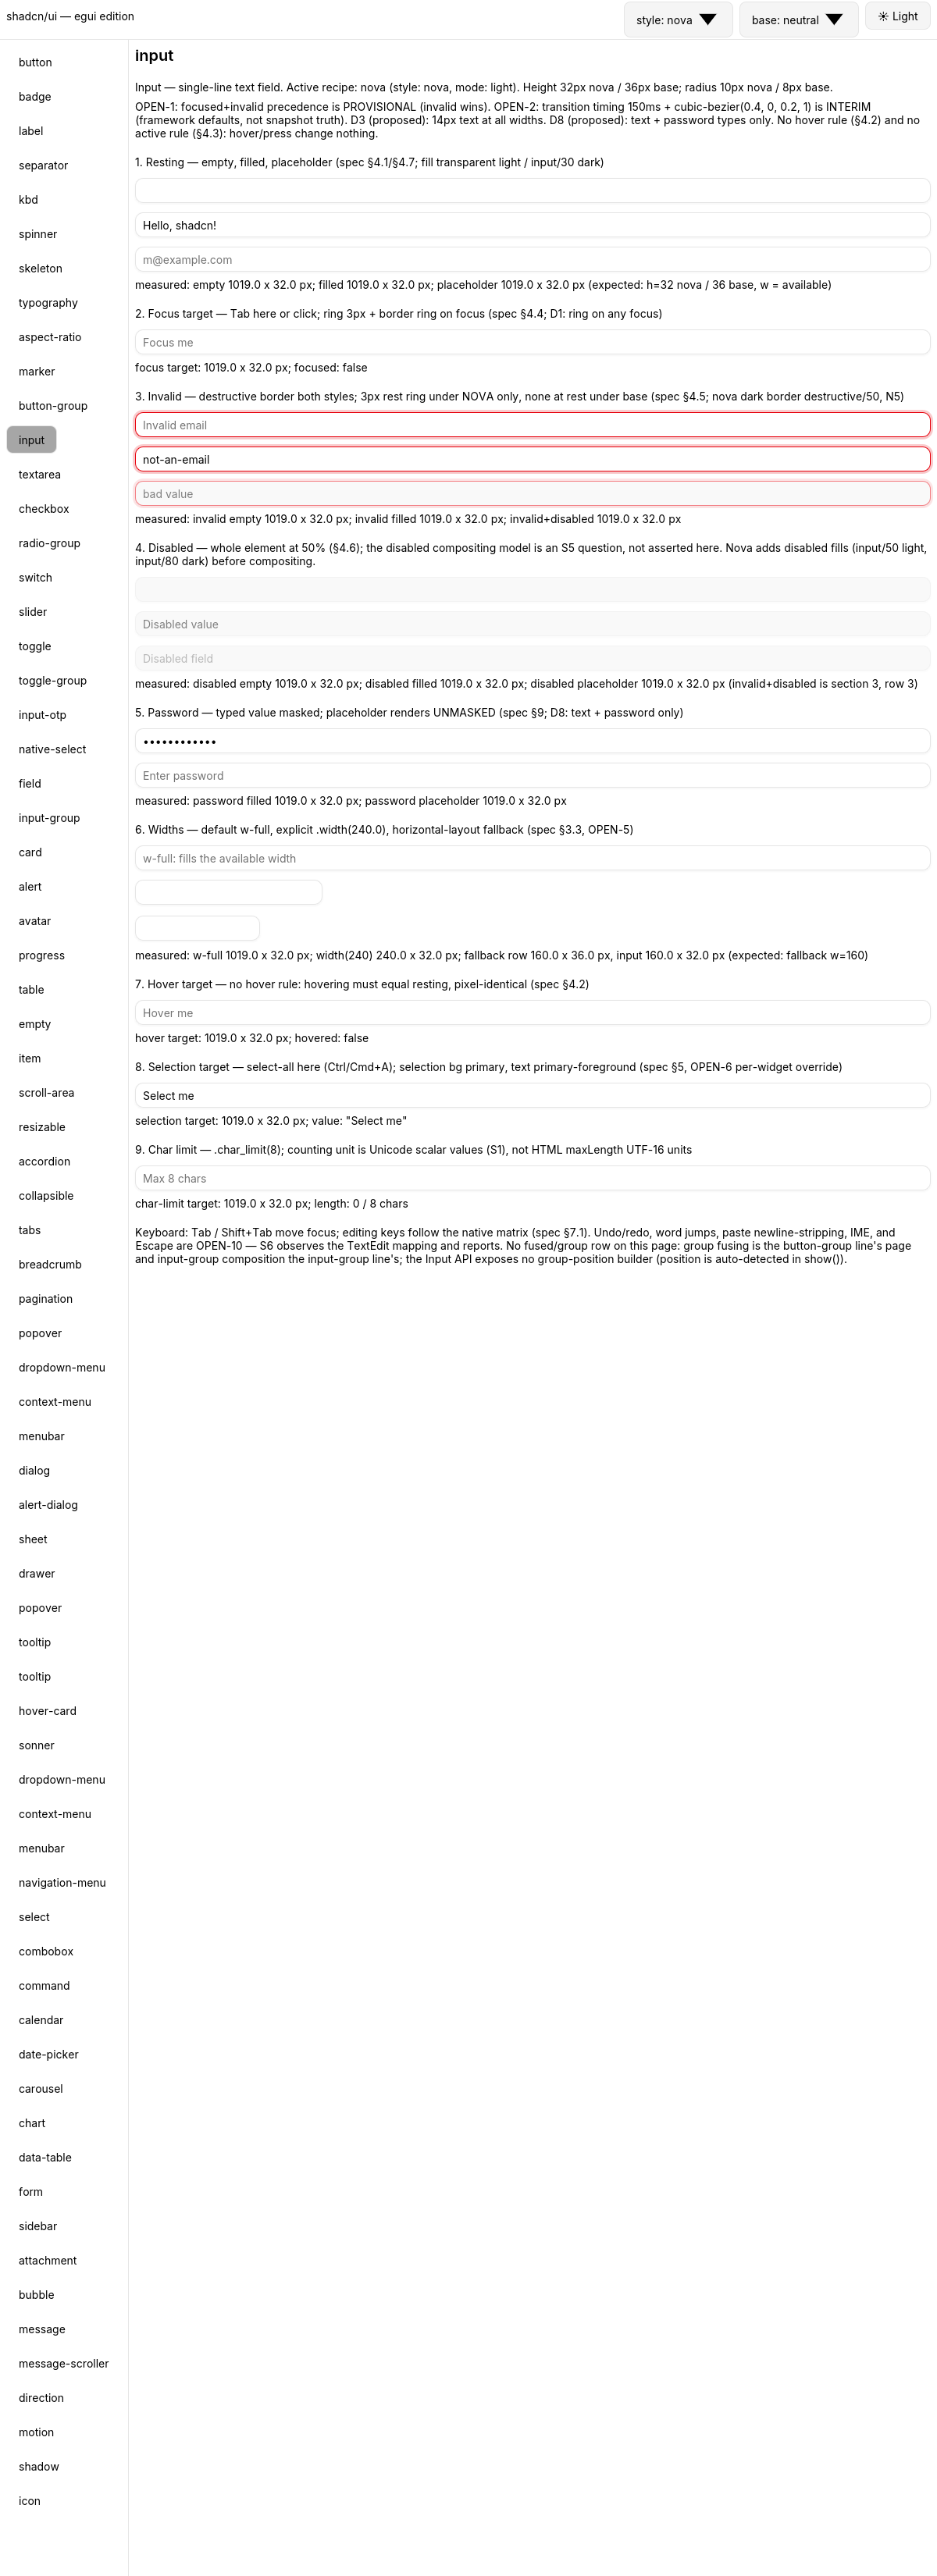 shadcn/ui — egui edition
style: nova
base: neutral
☀ Light
button
badge
label
separator
kbd
spinner
skeleton
typography
aspect-ratio
marker
button-group
input
textarea
checkbox
radio-group
switch
slider
toggle
toggle-group
input-otp
native-select
field
input-group
card
alert
avatar
progress
table
empty
item
scroll-area
resizable
accordion
collapsible
tabs
breadcrumb
pagination
popover
dropdown-menu
context-menu
menubar
dialog
alert-dialog
sheet
drawer
popover
tooltip
tooltip
hover-card
sonner
dropdown-menu
context-menu
menubar
navigation-menu
select
combobox
command
calendar
date-picker
carousel
chart
data-table
form
sidebar
attachment
bubble
message
message-scroller
direction
motion
shadow
icon
input
Input — single-line text field. Active recipe: nova (style: nova, mode: light). Height 32px nova / 36px base; radius 10px nova / 8px base.
OPEN-1: focused+invalid precedence is PROVISIONAL (invalid wins). OPEN-2: transition timing 150ms + cubic-bezier(0.4, 0, 0.2, 1) is INTERIM
(framework defaults, not snapshot truth). D3 (proposed): 14px text at all widths. D8 (proposed): text + password types only. No hover rule (§4.2) and no
active rule (§4.3): hover/press change nothing.
1. Resting — empty, filled, placeholder (spec §4.1/§4.7; fill transparent light / input/30 dark)
Hello, shadcn!
m@example.com
measured: empty 1019.0 x 32.0 px; filled 1019.0 x 32.0 px; placeholder 1019.0 x 32.0 px (expected: h=32 nova / 36 base, w = available)
2. Focus target — Tab here or click; ring 3px + border ring on focus (spec §4.4; D1: ring on any focus)
Focus me
focus target: 1019.0 x 32.0 px; focused: false
3. Invalid — destructive border both styles; 3px rest ring under NOVA only, none at rest under base (spec §4.5; nova dark border destructive/50, N5)
Invalid email
not-an-email
bad value
measured: invalid empty 1019.0 x 32.0 px; invalid filled 1019.0 x 32.0 px; invalid+disabled 1019.0 x 32.0 px
4. Disabled — whole element at 50% (§4.6); the disabled compositing model is an S5 question, not asserted here. Nova adds disabled fills (input/50 light,
input/80 dark) before compositing.
Disabled value
Disabled field
measured: disabled empty 1019.0 x 32.0 px; disabled filled 1019.0 x 32.0 px; disabled placeholder 1019.0 x 32.0 px (invalid+disabled is section 3, row 3)
5. Password — typed value masked; placeholder renders UNMASKED (spec §9; D8: text + password only)
••••••••••••
Enter password
measured: password filled 1019.0 x 32.0 px; password placeholder 1019.0 x 32.0 px
6. Widths — default w-full, explicit .width(240.0), horizontal-layout fallback (spec §3.3, OPEN-5)
w-full: fills the available width
measured: w-full 1019.0 x 32.0 px; width(240) 240.0 x 32.0 px; fallback row 160.0 x 36.0 px, input 160.0 x 32.0 px (expected: fallback w=160)
7. Hover target — no hover rule: hovering must equal resting, pixel-identical (spec §4.2)
Hover me
hover target: 1019.0 x 32.0 px; hovered: false
8. Selection target — select-all here (Ctrl/Cmd+A); selection bg primary, text primary-foreground (spec §5, OPEN-6 per-widget override)
Select me
selection target: 1019.0 x 32.0 px; value: "Select me"
9. Char limit — .char_limit(8); counting unit is Unicode scalar values (S1), not HTML maxLength UTF-16 units
Max 8 chars
char-limit target: 1019.0 x 32.0 px; length: 0 / 8 chars
Keyboard: Tab / Shift+Tab move focus; editing keys follow the native matrix (spec §7.1). Undo/redo, word jumps, paste newline-stripping, IME, and
Escape are OPEN-10 — S6 observes the TextEdit mapping and reports. No fused/group row on this page: group fusing is the button-group line's page
and input-group composition the input-group line's; the Input API exposes no group-position builder (position is auto-detected in show()).